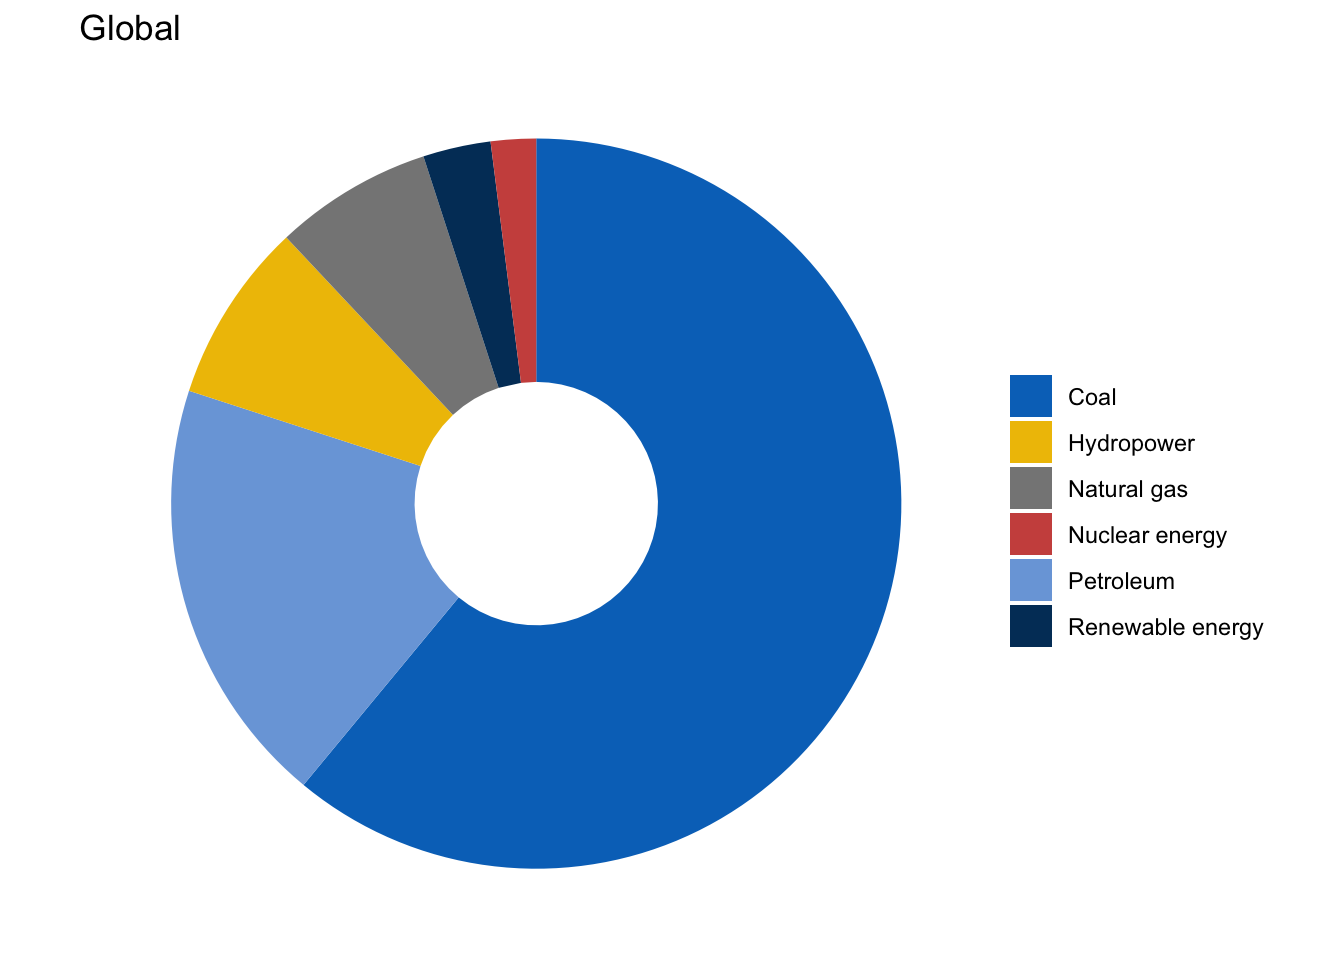 Global
Coal
Hydropower
Natural gas
Nuclear energy
Petroleum
Renewable energy